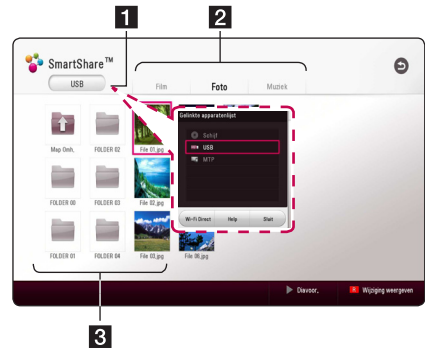 1
2
SmartShare™
USB
Film
Foto
Muziek
Gelinkte apparatenlijst
Schijf
USB
MTP
Wi-Fi Direct
Help
Sluit
Map Omh.
FOLDER 02
File 01.jpg
FOLDER 00
FOLDER 03
File 02.jpg
FOLDER 01
FOLDER 04
File 03.jpg
File 06.jpg
Diavoor.
R
Wijziging weergeven
3